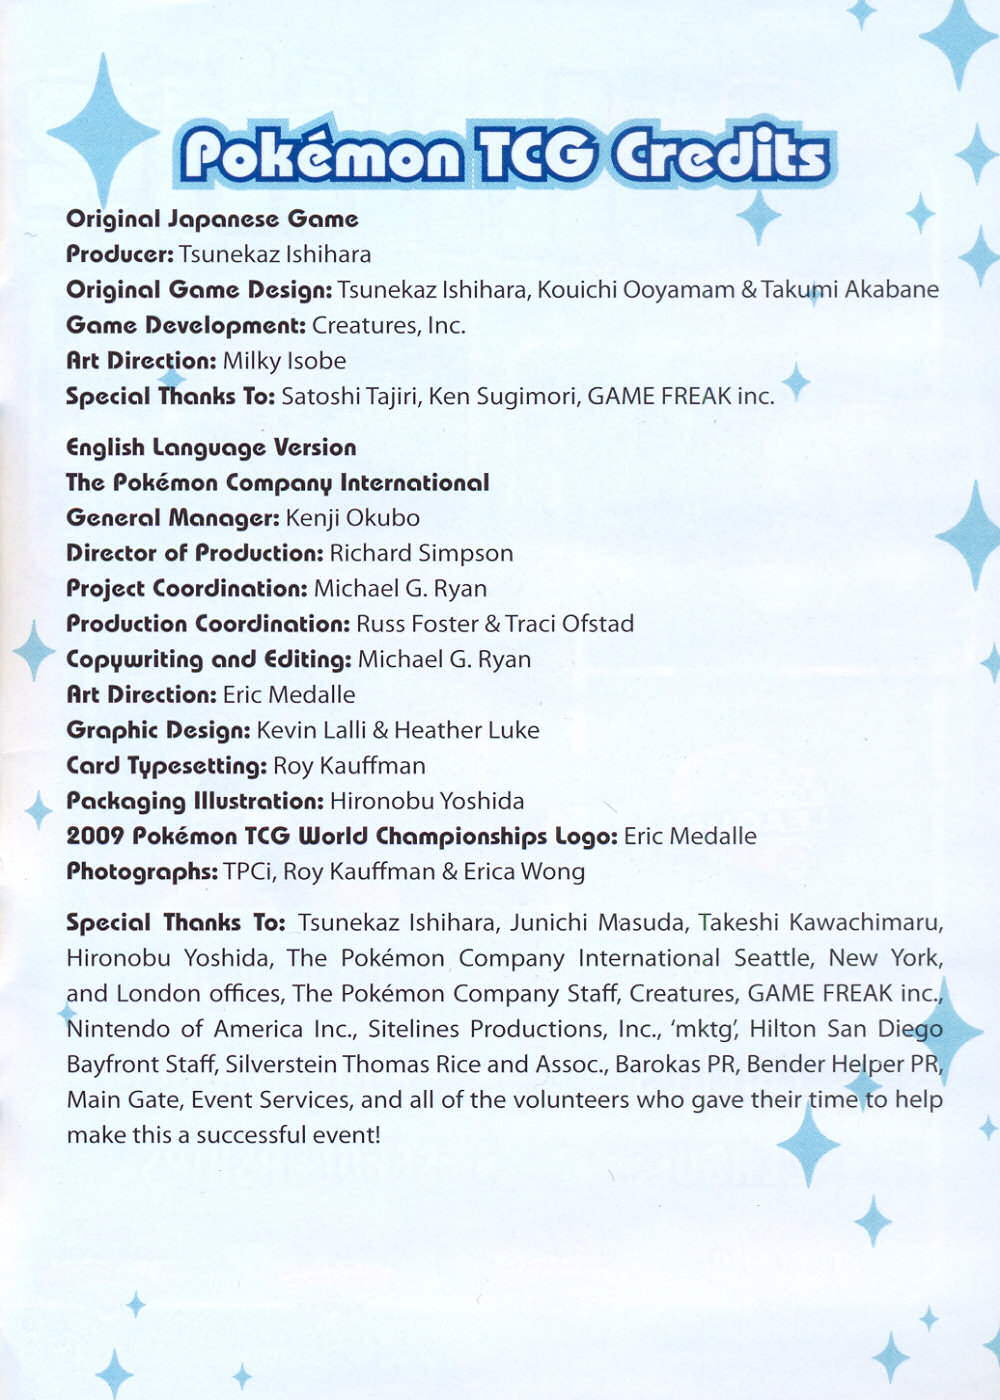 Pokémon TCG Credits
Original Japanese Game
Producer: Tsunekaz Ishihara
Original Game Design: Tsunekaz Ishihara, Kouichi Ooyamam & Takumi Akabane
Game Development: Creatures, Inc.
Art Direction: Milky Isobe
Special Thanks To: Satoshi Tajiri, Ken Sugimori, GAME FREAK inc.
English Language Version
The Pokémon Company International
General Manager: Kenji Okubo
Director of Production: Richard Simpson
Project Coordination: Michael G. Ryan
Production Coordination: Russ Foster & Traci Ofstad
Copywriting and Editing: Michael G. Ryan
Art Direction: Eric Medalle
Graphic Design: Kevin Lalli & Heather Luke
Card Typesetting: Roy Kauffman
Packaging Illustration: Hironobu Yoshida
2009 Pokémon TCG World Championships Logo: Eric Medalle
Photographs: TPCi, Roy Kauffman & Erica Wong
Special Thanks To: Tsunekaz Ishihara, Junichi Masuda, Takeshi Kawachimaru,
Hironobu Yoshida, The Pokémon Company International Seattle, New York,
and London offices, The Pokémon Company Staff, Creatures, GAME FREAK inc.,
Nintendo of America Inc., Sitelines Productions, Inc., ‘mktg’, Hilton San Diego
Bayfront Staff, Silverstein Thomas Rice and Assoc., Barokas PR, Bender Helper PR,
Main Gate, Event Services, and all of the volunteers who gave their time to help
make this a successful event!